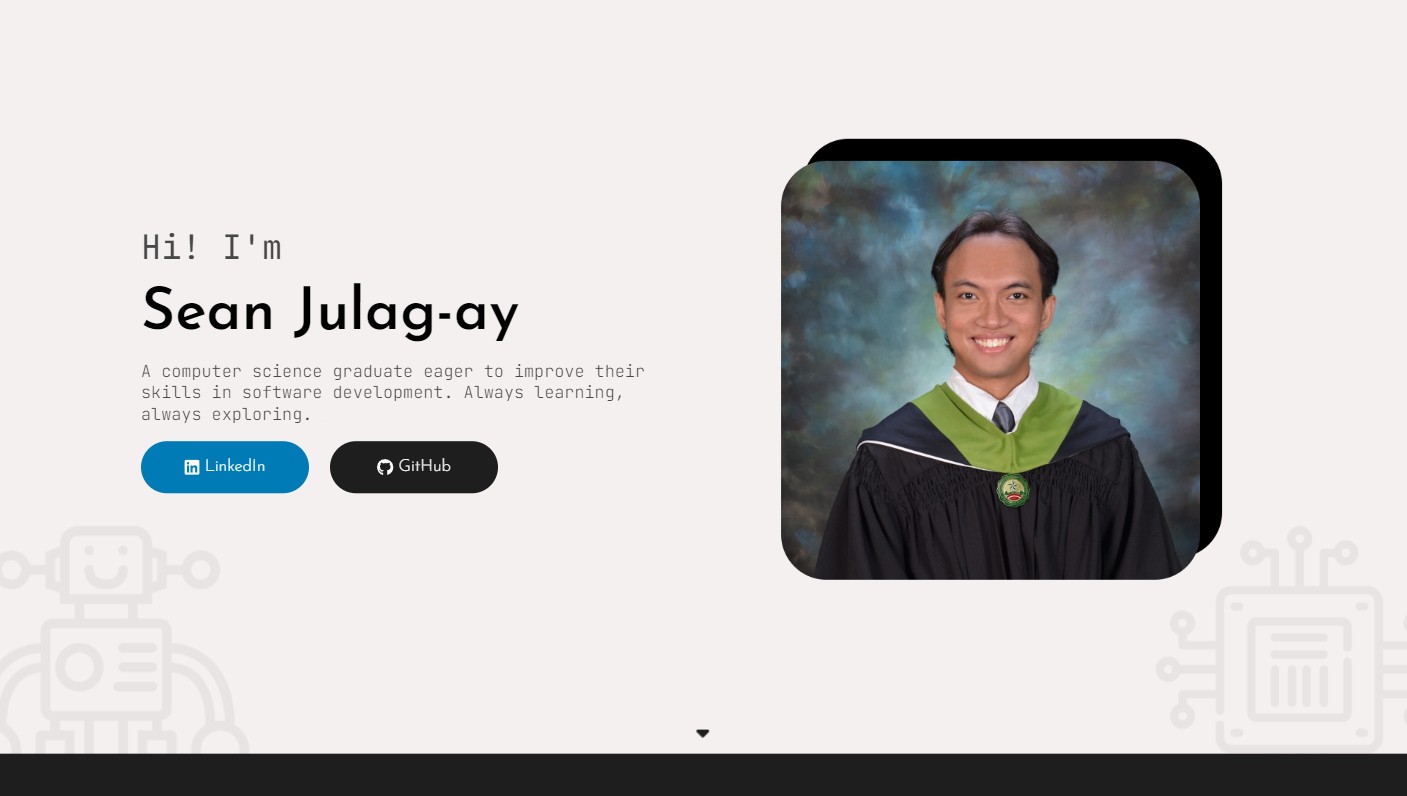 Hi! I'm
Sean Julag-ay
A computer science graduate eager to improve their
skills in software development. Always learning,
always exploring.
LinkedIn
GitHub